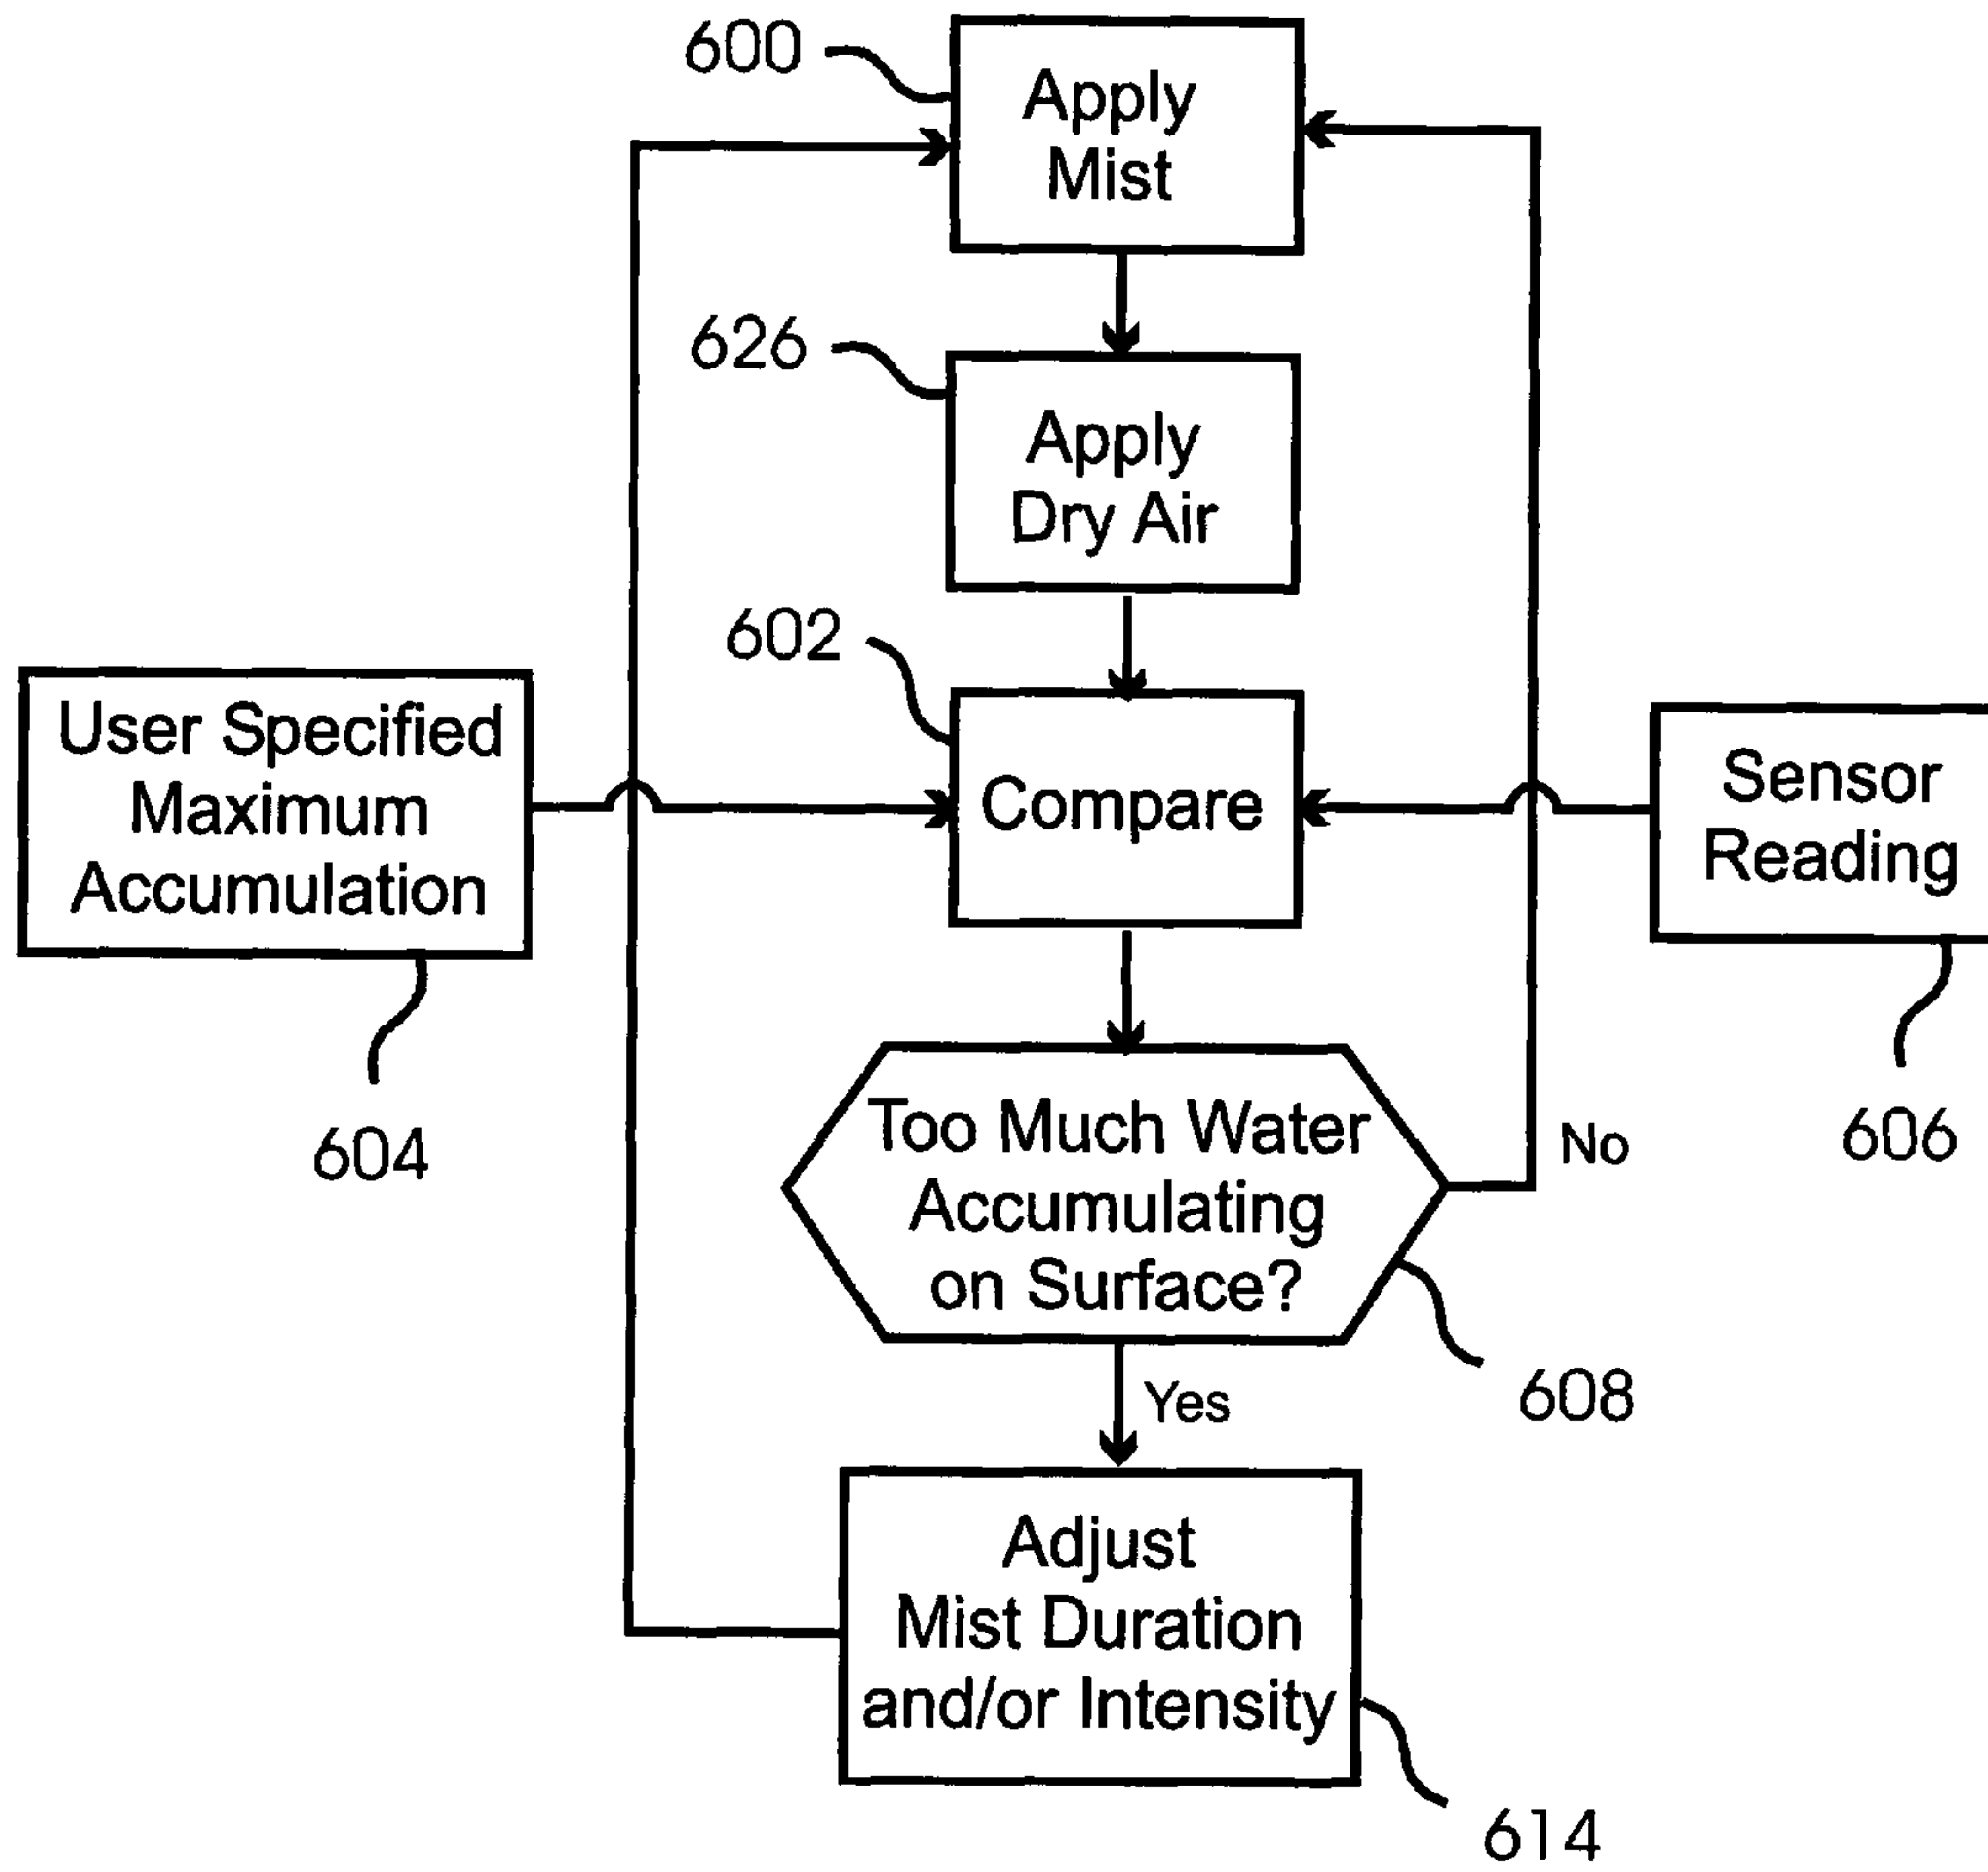 600
Apply
Mist
626
Apply
Dry Air
602
User Specified
Maximum
Accumulation
Compare
Sensor
Reading
604
606
Too Much Water
Accumulating
on Surface?
No
608
Yes
Adjust
Mist Duration
and/or Intensity
614